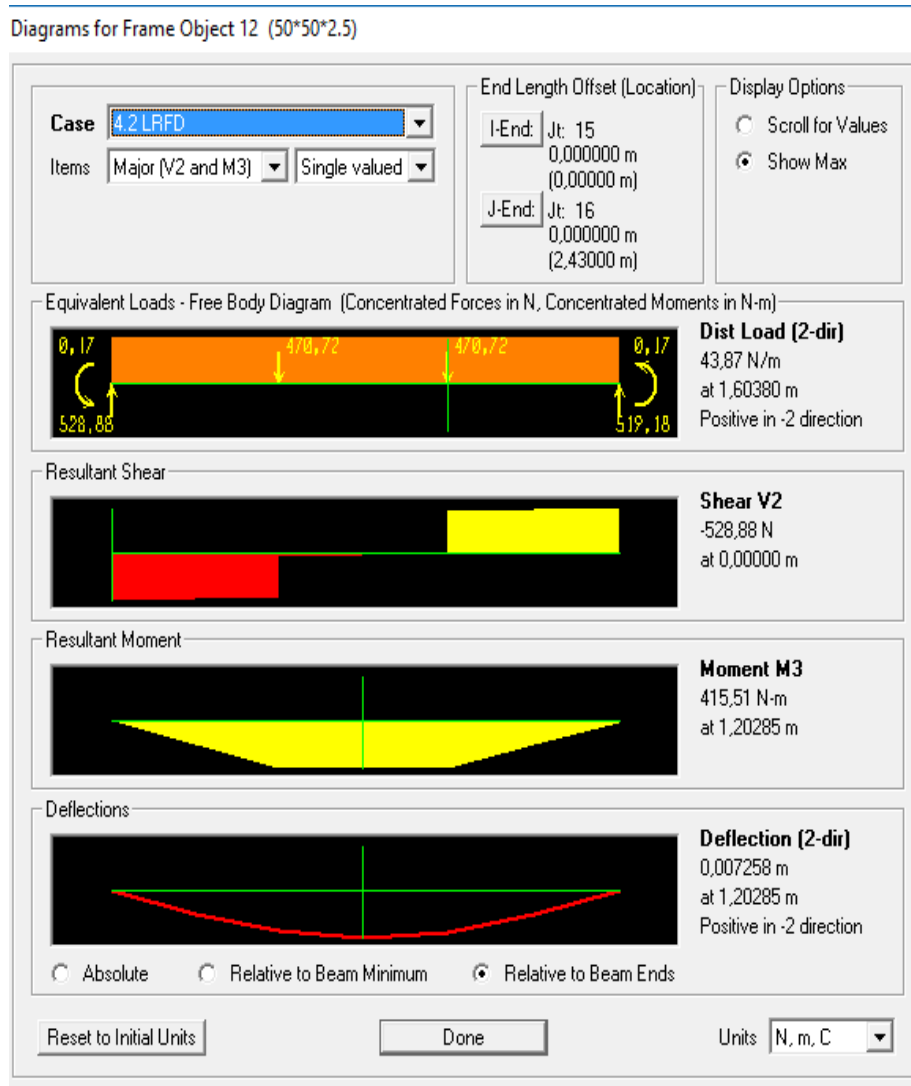 Diagrams for Frame Object 12 (50*50*2.5)
Case 4.2 LRFD
Items Major (V2 and M3) Single valued
End Length Offset (Location)
I-End: Jt: 15
0,000000 m
(0,00000 m)
J-End: Jt: 16
0,000000 m
(2,43000 m)
Display Options
Scroll for Values
Show Max
Equivalent Loads - Free Body Diagram (Concentrated Forces in N, Concentrated Moments in N-m)
0,17 470,72 470,72 0,17
528,88 519,18
Dist Load (2-dir)
43,87 N/m
at 1,60380 m
Positive in -2 direction
Resultant Shear
Shear V2
-528,88 N
at 0,00000 m
Resultant Moment
Moment M3
415,51 N-m
at 1,20285 m
Deflections
Deflection (2-dir)
0,007258 m
at 1,20285 m
Positive in -2 direction
Absolute Relative to Beam Minimum Relative to Beam Ends
Reset to Initial Units Done Units N, m, C